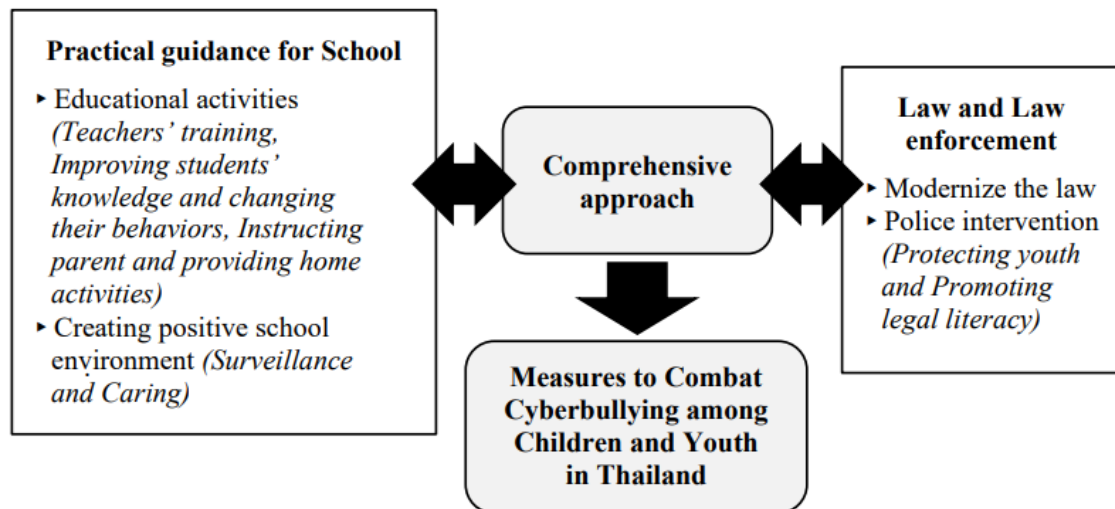 Practical guidance for School
‣ Educational activities
(Teachers' training,
Improving students'
knowledge and changing
their behaviors, Instructing
parent and providing home
activities)
‣ Creating positive school
environment (Surveillance
and Caring)
Comprehensive
approach
Law and Law
enforcement
‣ Modernize the law
‣ Police intervention
(Protecting youth
and Promoting
legal literacy)
Measures to Combat
Cyberbullying among
Children and Youth
in Thailand